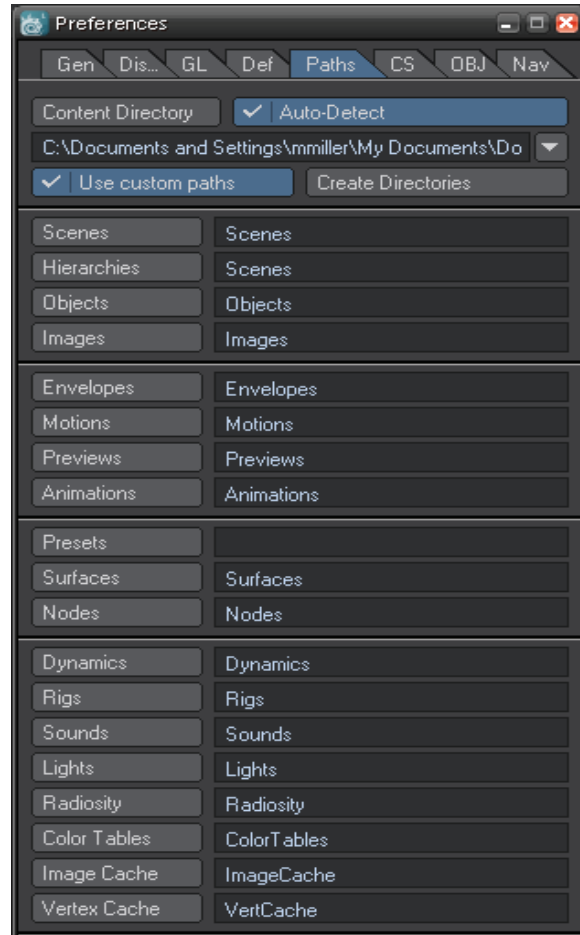 Preferences
Gen Dis... GL Def Paths CS OBJ Nav
Content Directory Auto-Detect
C:\Documents and Settings\mmiller\My Documents\Do
Use custom paths Create Directories
Scenes Scenes
Hierarchies Scenes
Objects Objects
Images Images
Envelopes Envelopes
Motions Motions
Previews Previews
Animations Animations
Presets
Surfaces Surfaces
Nodes Nodes
Dynamics Dynamics
Rigs Rigs
Sounds Sounds
Lights Lights
Radiosity Radiosity
Color Tables ColorTables
Image Cache ImageCache
Vertex Cache VertCache